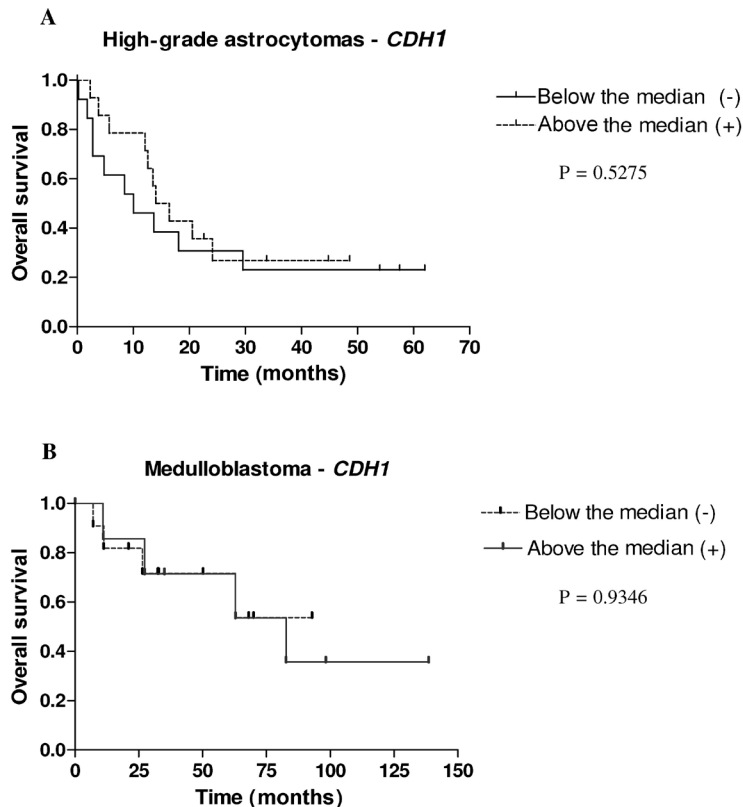 A
High-grade astrocytomas - CDH1
Overall survival
1.0
0.8
0.6
0.4
0.2
0.0
0 10 20 30 40 50 60 70
Time (months)
Below the median (-)
Above the median (+)
P = 0.5275
B
Medulloblastoma - CDH1
Overall survival
1.0
0.8
0.6
0.4
0.2
0.0
0 25 50 75 100 125 150
Time (months)
Below the median (-)
Above the median (+)
P = 0.9346